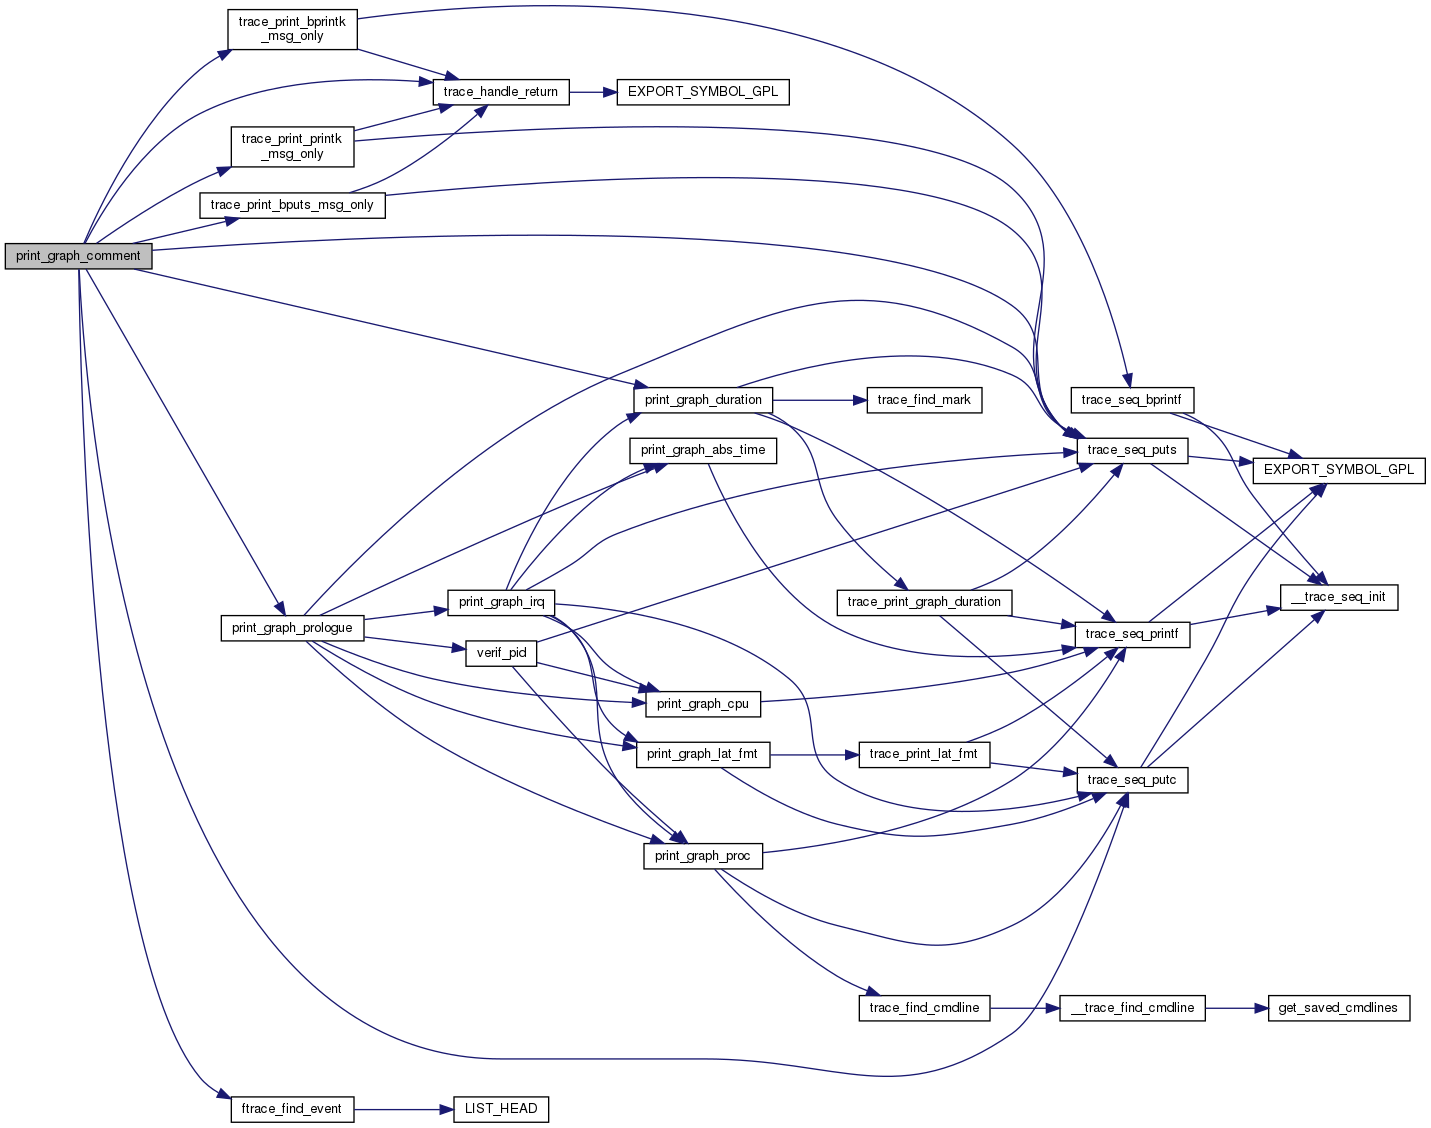 trace_print_bprintk
_msg_only
trace_handle_return
EXPORT_SYMBOL_GPL
trace_print_printk
_msg_only
trace_print_bputs_msg_only
print_graph_comment
print_graph_duration
trace_find_mark
trace_seq_bprintf
print_graph_abs_time
trace_seq_puts
EXPORT_SYMBOL_GPL
print_graph_irq
trace_print_graph_duration
__trace_seq_init
print_graph_prologue
trace_seq_printf
verif_pid
print_graph_cpu
print_graph_lat_fmt
trace_print_lat_fmt
trace_seq_putc
print_graph_proc
trace_find_cmdline
__trace_find_cmdline
get_saved_cmdlines
ftrace_find_event
LIST_HEAD